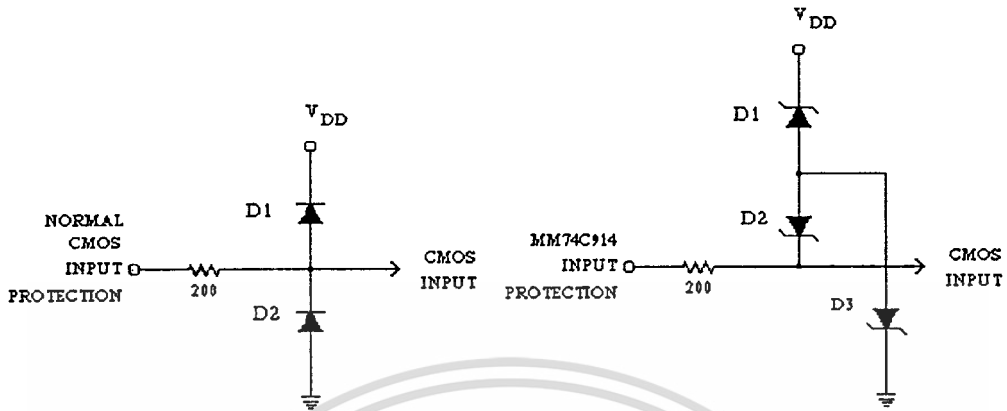 V DD
D1
NORMAL
CMOS
INPUT
PROTECTION
200
D2
CMOS
INPUT
V DD
D1
D2
MM74C914
INPUT
PROTECTION
200
CMOS
INPUT
D3